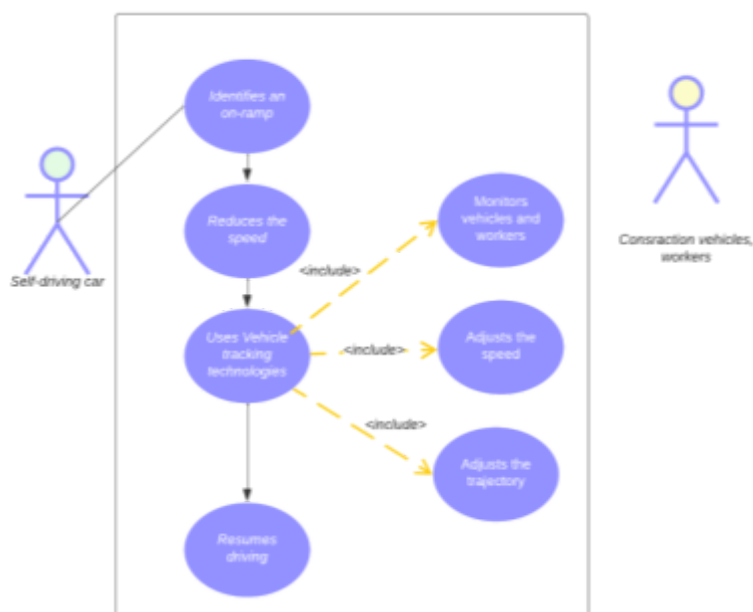 Identifies an
on-ramp
Reduces the
speed
Monitors
vehicles and
workers
Consraction vehicles,
workers
<include>
Self-driving car
Uses Vehicle
tracking
technologies
<include>
Adjusts the
speed
<include>
Adjusts the
trajectory
Resumes
driving